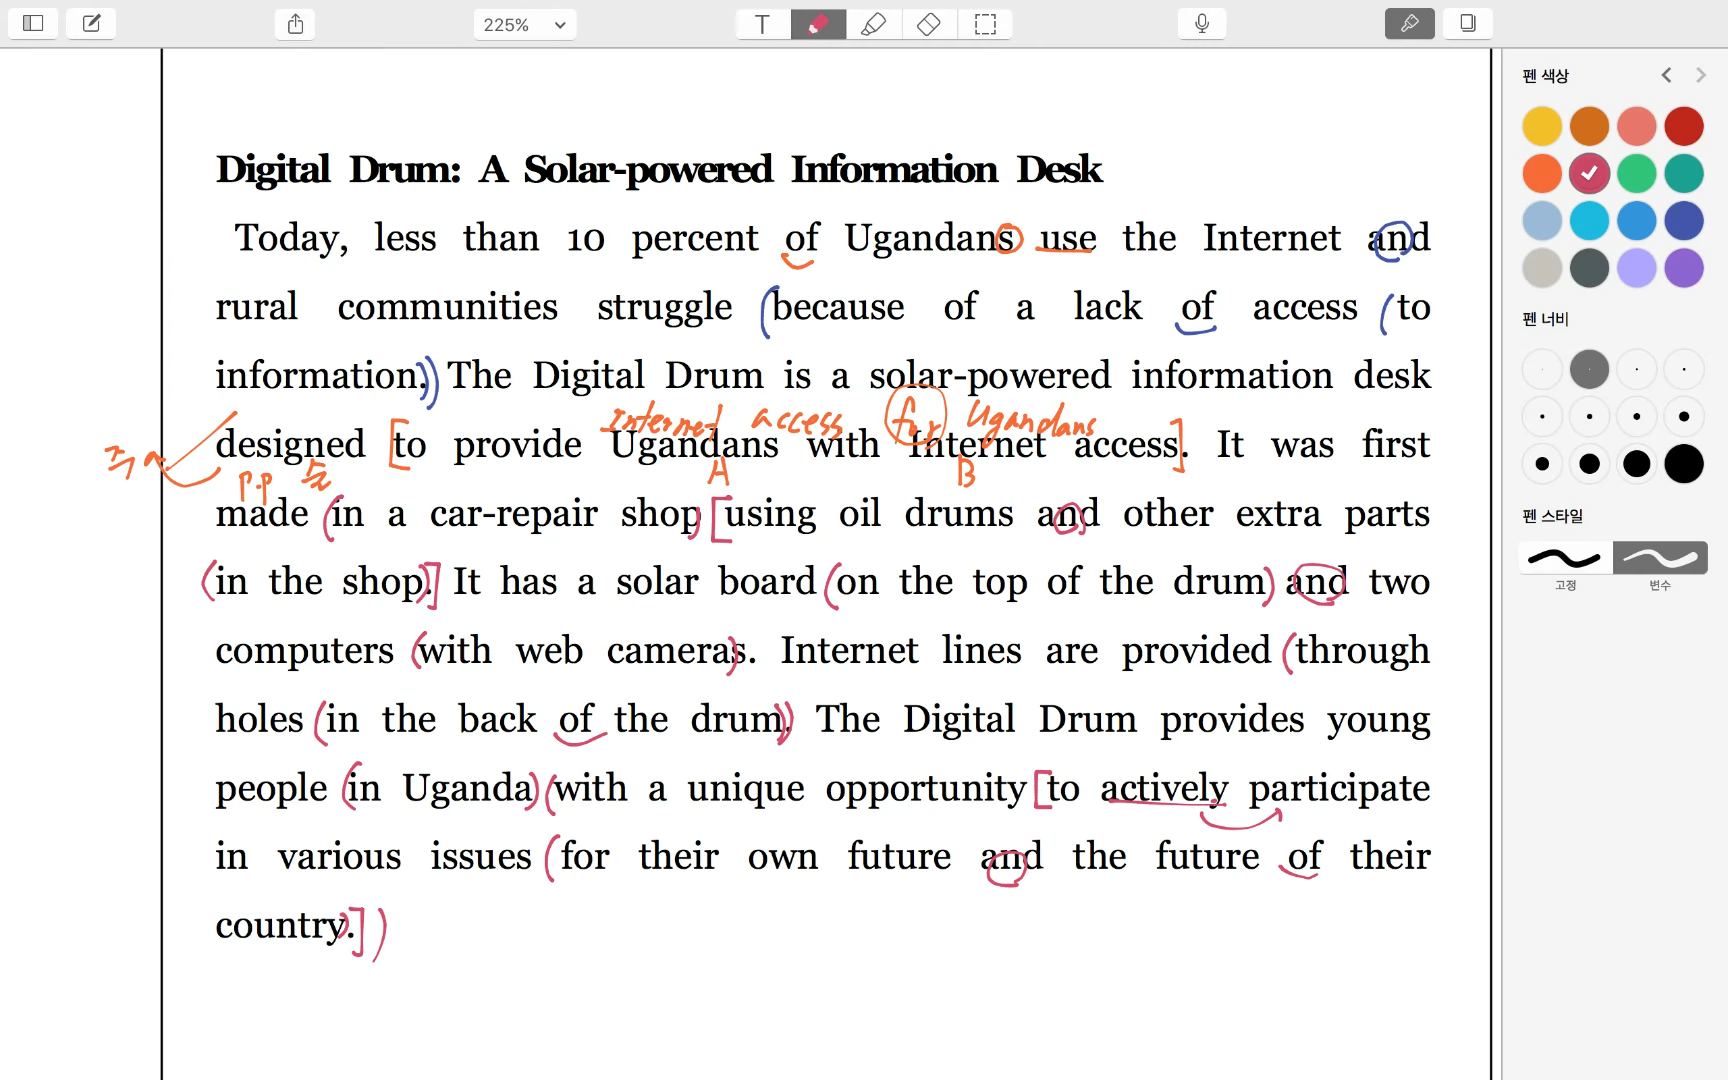 225%
T
펜 색상
Digital Drum: A Solar-powered Information Desk
Today, less than 10 percent of Ugandans use the Internet and
rural communities struggle (because of a lack of access (to
information.)) The Digital Drum is a solar-powered information desk
internet access for Ugandans
designed [to provide Ugandans with Internet access]. It was first
p.p A B
made (in a car-repair shop) [using oil drums and other extra parts
(in the shop.)] It has a solar board (on the top of the drum) and two
computers (with web cameras). Internet lines are provided (through
holes (in the back of the drum.)) The Digital Drum provides young
people (in Uganda) (with a unique opportunity [to actively participate
in various issues (for their own future and the future of their
country.)])
펜 너비
펜 스타일
고정 변수